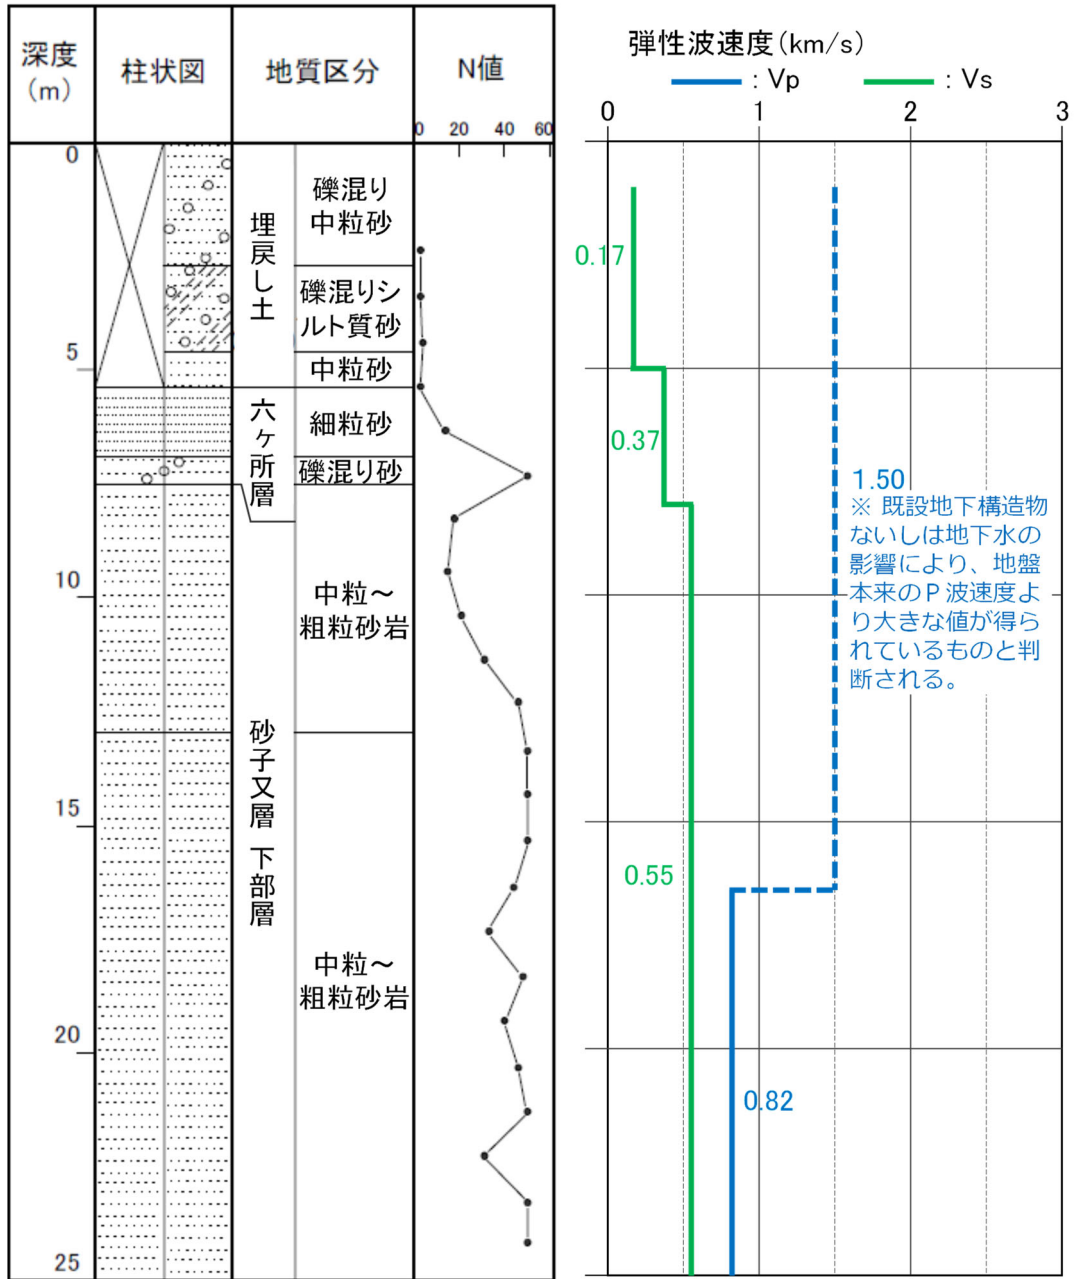 深度
（m）
柱状図
地質区分
N値
0 20 40 60
0
5
10
15
20
25
埋戻し土
六ヶ所層
砂子又層 下部層
礫混り
中粒砂
礫混りシ
ルト質砂
中粒砂
細粒砂
礫混り砂
中粒～
粗粒砂岩
中粒～
粗粒砂岩
弾性波速度(km/s)
：Vp ：Vs
0 1 2 3
0.17
0.37
0.55
1.50
※ 既設地下構造物
ないしは地下水の
影響により、地盤
本来のＰ波速度よ
り大きな値が得ら
れているものと判
断される。
0.82